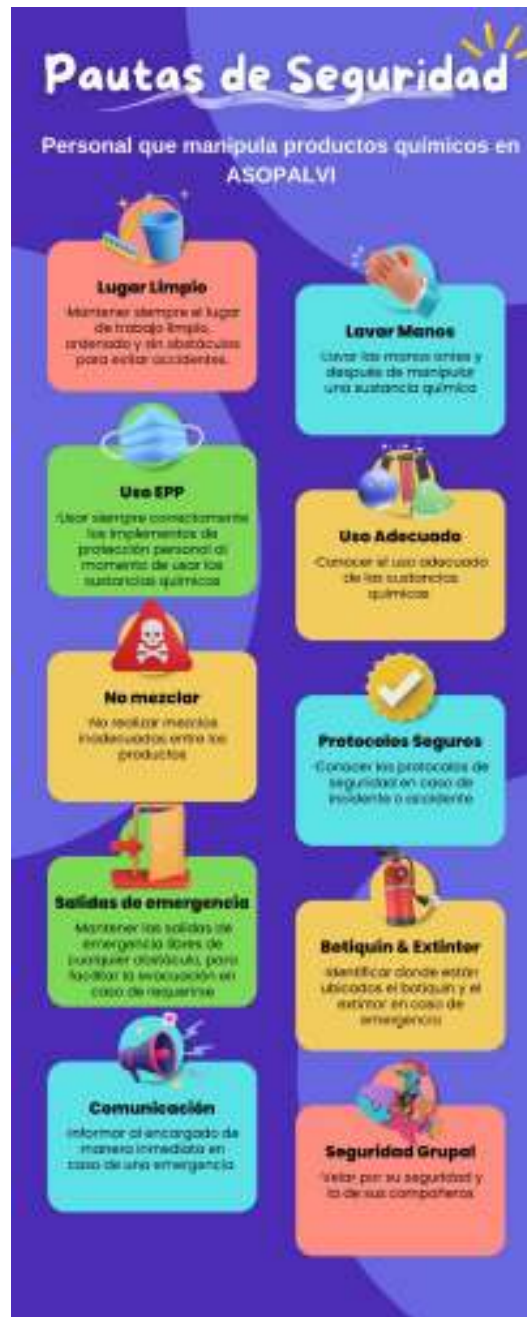 Pautas de Seguridad
Personal que manipula productos químicos en
ASOPALVI
Lugar Limpio
Mantener siempre el lugar
de trabajo limpio,
ordenado y sin obstáculos
para evitar accidentes.
Lavar Manos
Lavar las manos antes y
después de manipular
una sustancia química
Uso EPP
Usar siempre correctamente
los implementos de
protección personal al
momento de usar las
sustancias químicas
Uso Adecuado
Conocer el uso adecuado
de las sustancias
químicas
No mezclar
No realizar mezclas
inadecuadas entre los
productos
Protocolos Seguros
Conocer los protocolos de
seguridad en caso de
incidente o accidente
Salidas de emergencia
Mantener las salidas de
emergencia libres de
cualquier obstáculo, para
facilitar la evacuación en
caso de requerirse
Botiquín & Extintor
Identificar donde están
ubicados el botiquín y el
extintor en caso de
emergencia
Comunicación
Informar al encargado de
manera inmediata en
caso de una emergencia
Seguridad Grupal
Velar por su seguridad y
la de sus compañeros